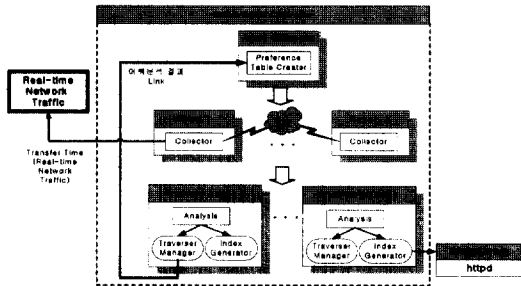 Preference
Table Creator
어휘분석 결과
Link
Real-time
Network
Traffic
Collector
Collector
. . .
Transfer Time
(Real-time
Network
Traffic)
Analysis
Traverser
Manager
Index
Generator
. . .
Analysis
Traverser
Manager
Index
Generator
httpd